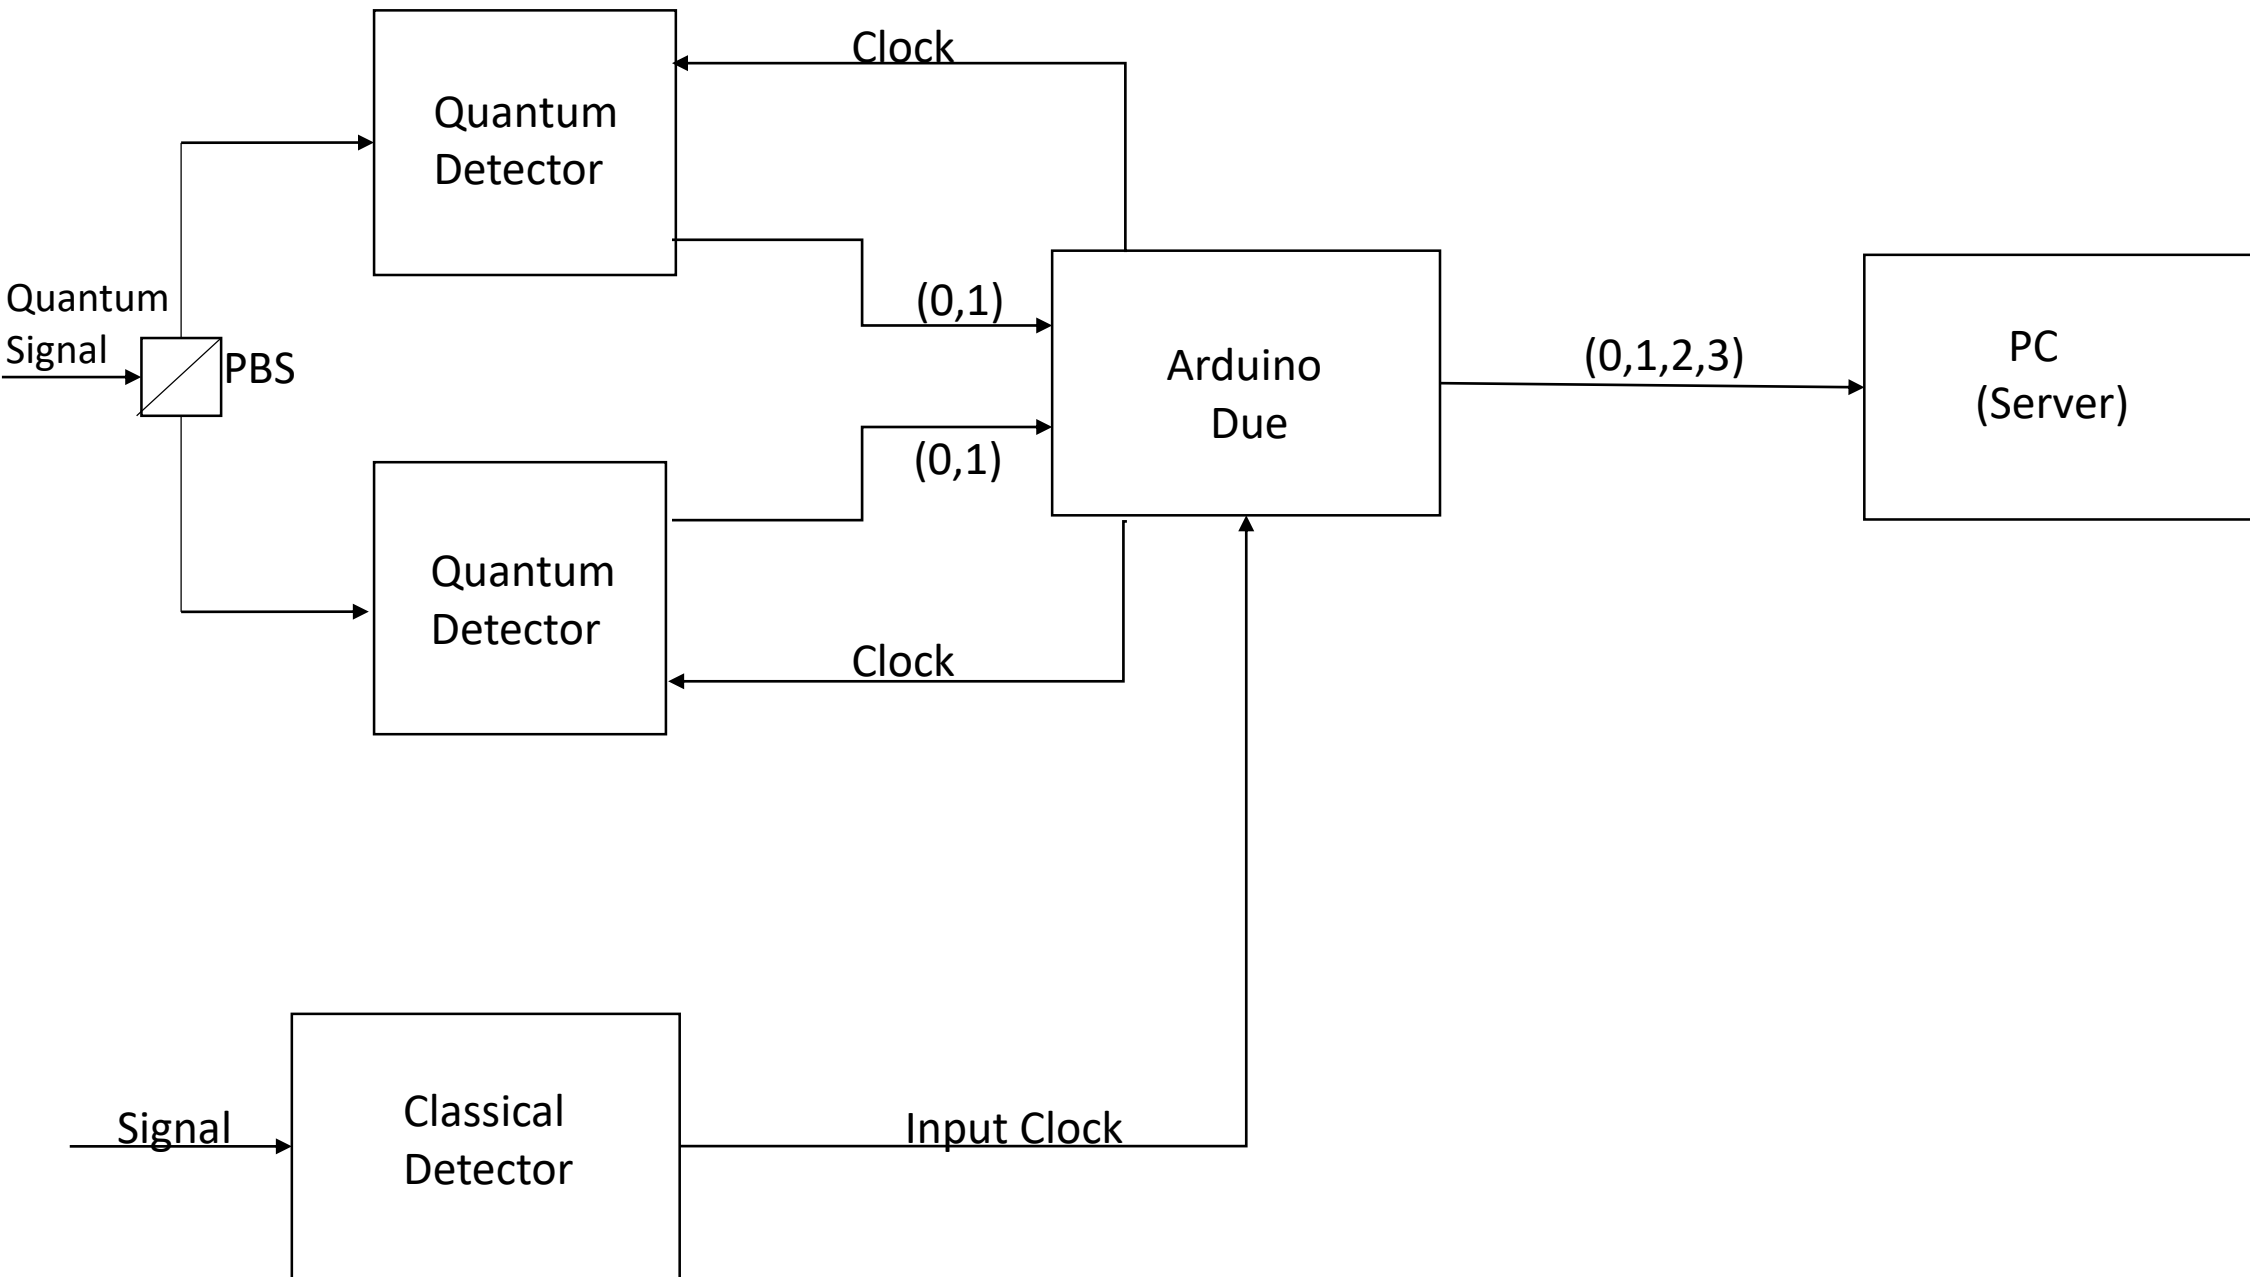 Clock
Quantum
Detector
Quantum
Signal
PBS
(0,1)
Arduino
Due
(0,1,2,3)
PC
(Server)
(0,1)
Quantum
Detector
Clock
Signal
Classical
Detector
Input Clock